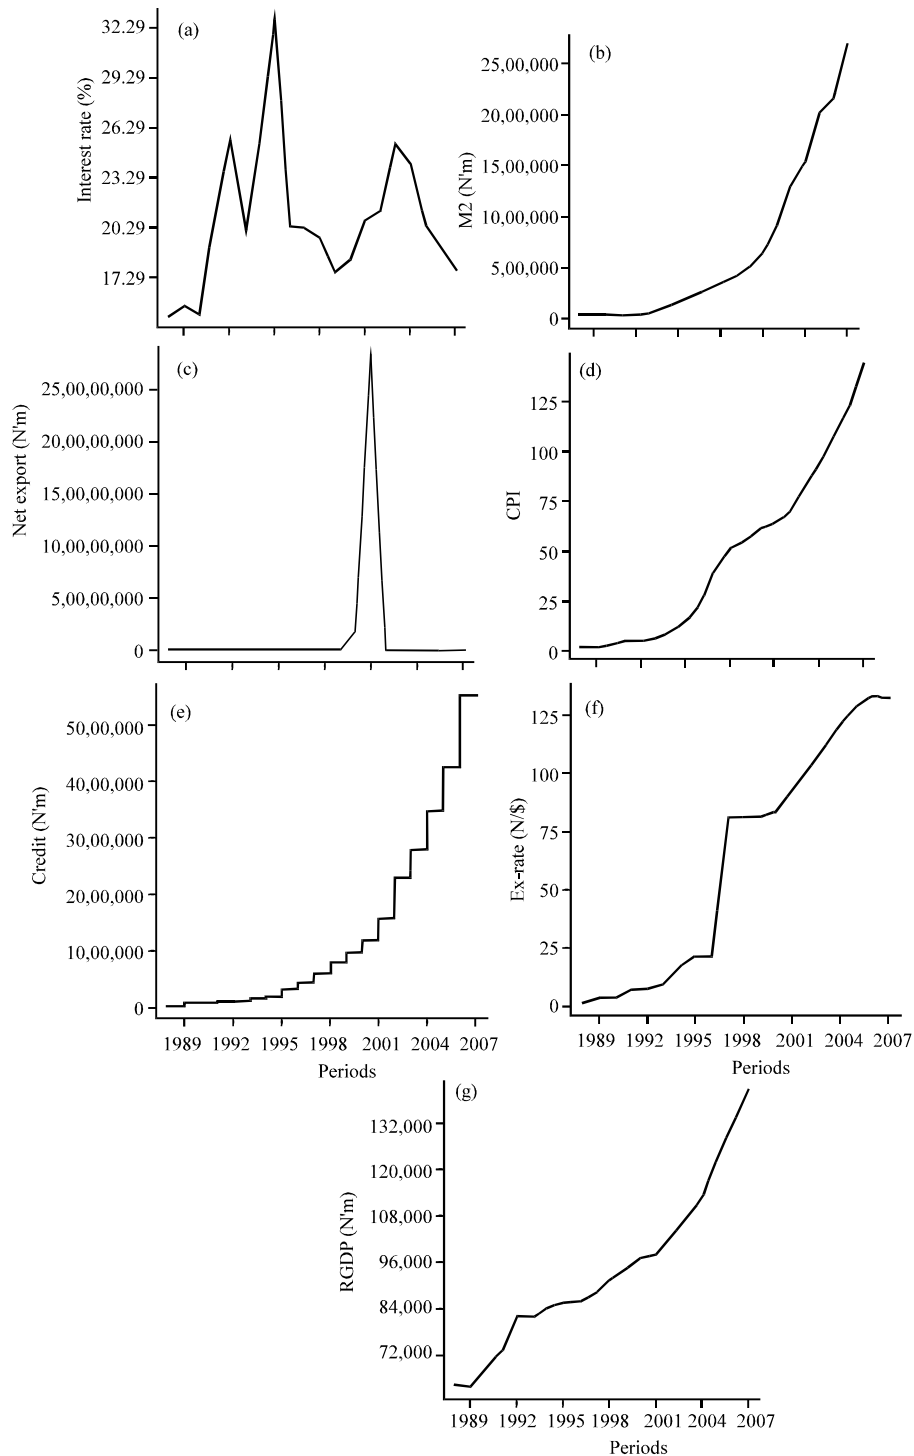 (a)
Interest rate (%)
32.29
29.29
26.29
23.29
20.29
17.29
(b)
M2 (N'm)
25,00,000
20,00,000
15,00,000
10,00,000
5,00,000
0
(c)
Net export (N'm)
25,00,00,000
20,00,00,000
15,00,00,000
10,00,00,000
5,00,00,000
0
(d)
CPI
125
100
75
50
25
0
(e)
Credit (N'm)
50,00,000
40,00,000
30,00,000
20,00,000
10,00,000
0
1989 1992 1995 1998 2001 2004 2007
Periods
(f)
Ex-rate (N/$)
125
100
75
50
25
0
1989 1992 1995 1998 2001 2004 2007
Periods
(g)
RGDP (N'm)
132,000
120,000
108,000
96,000
84,000
72,000
1989 1992 1995 1998 2001 2004 2007
Periods